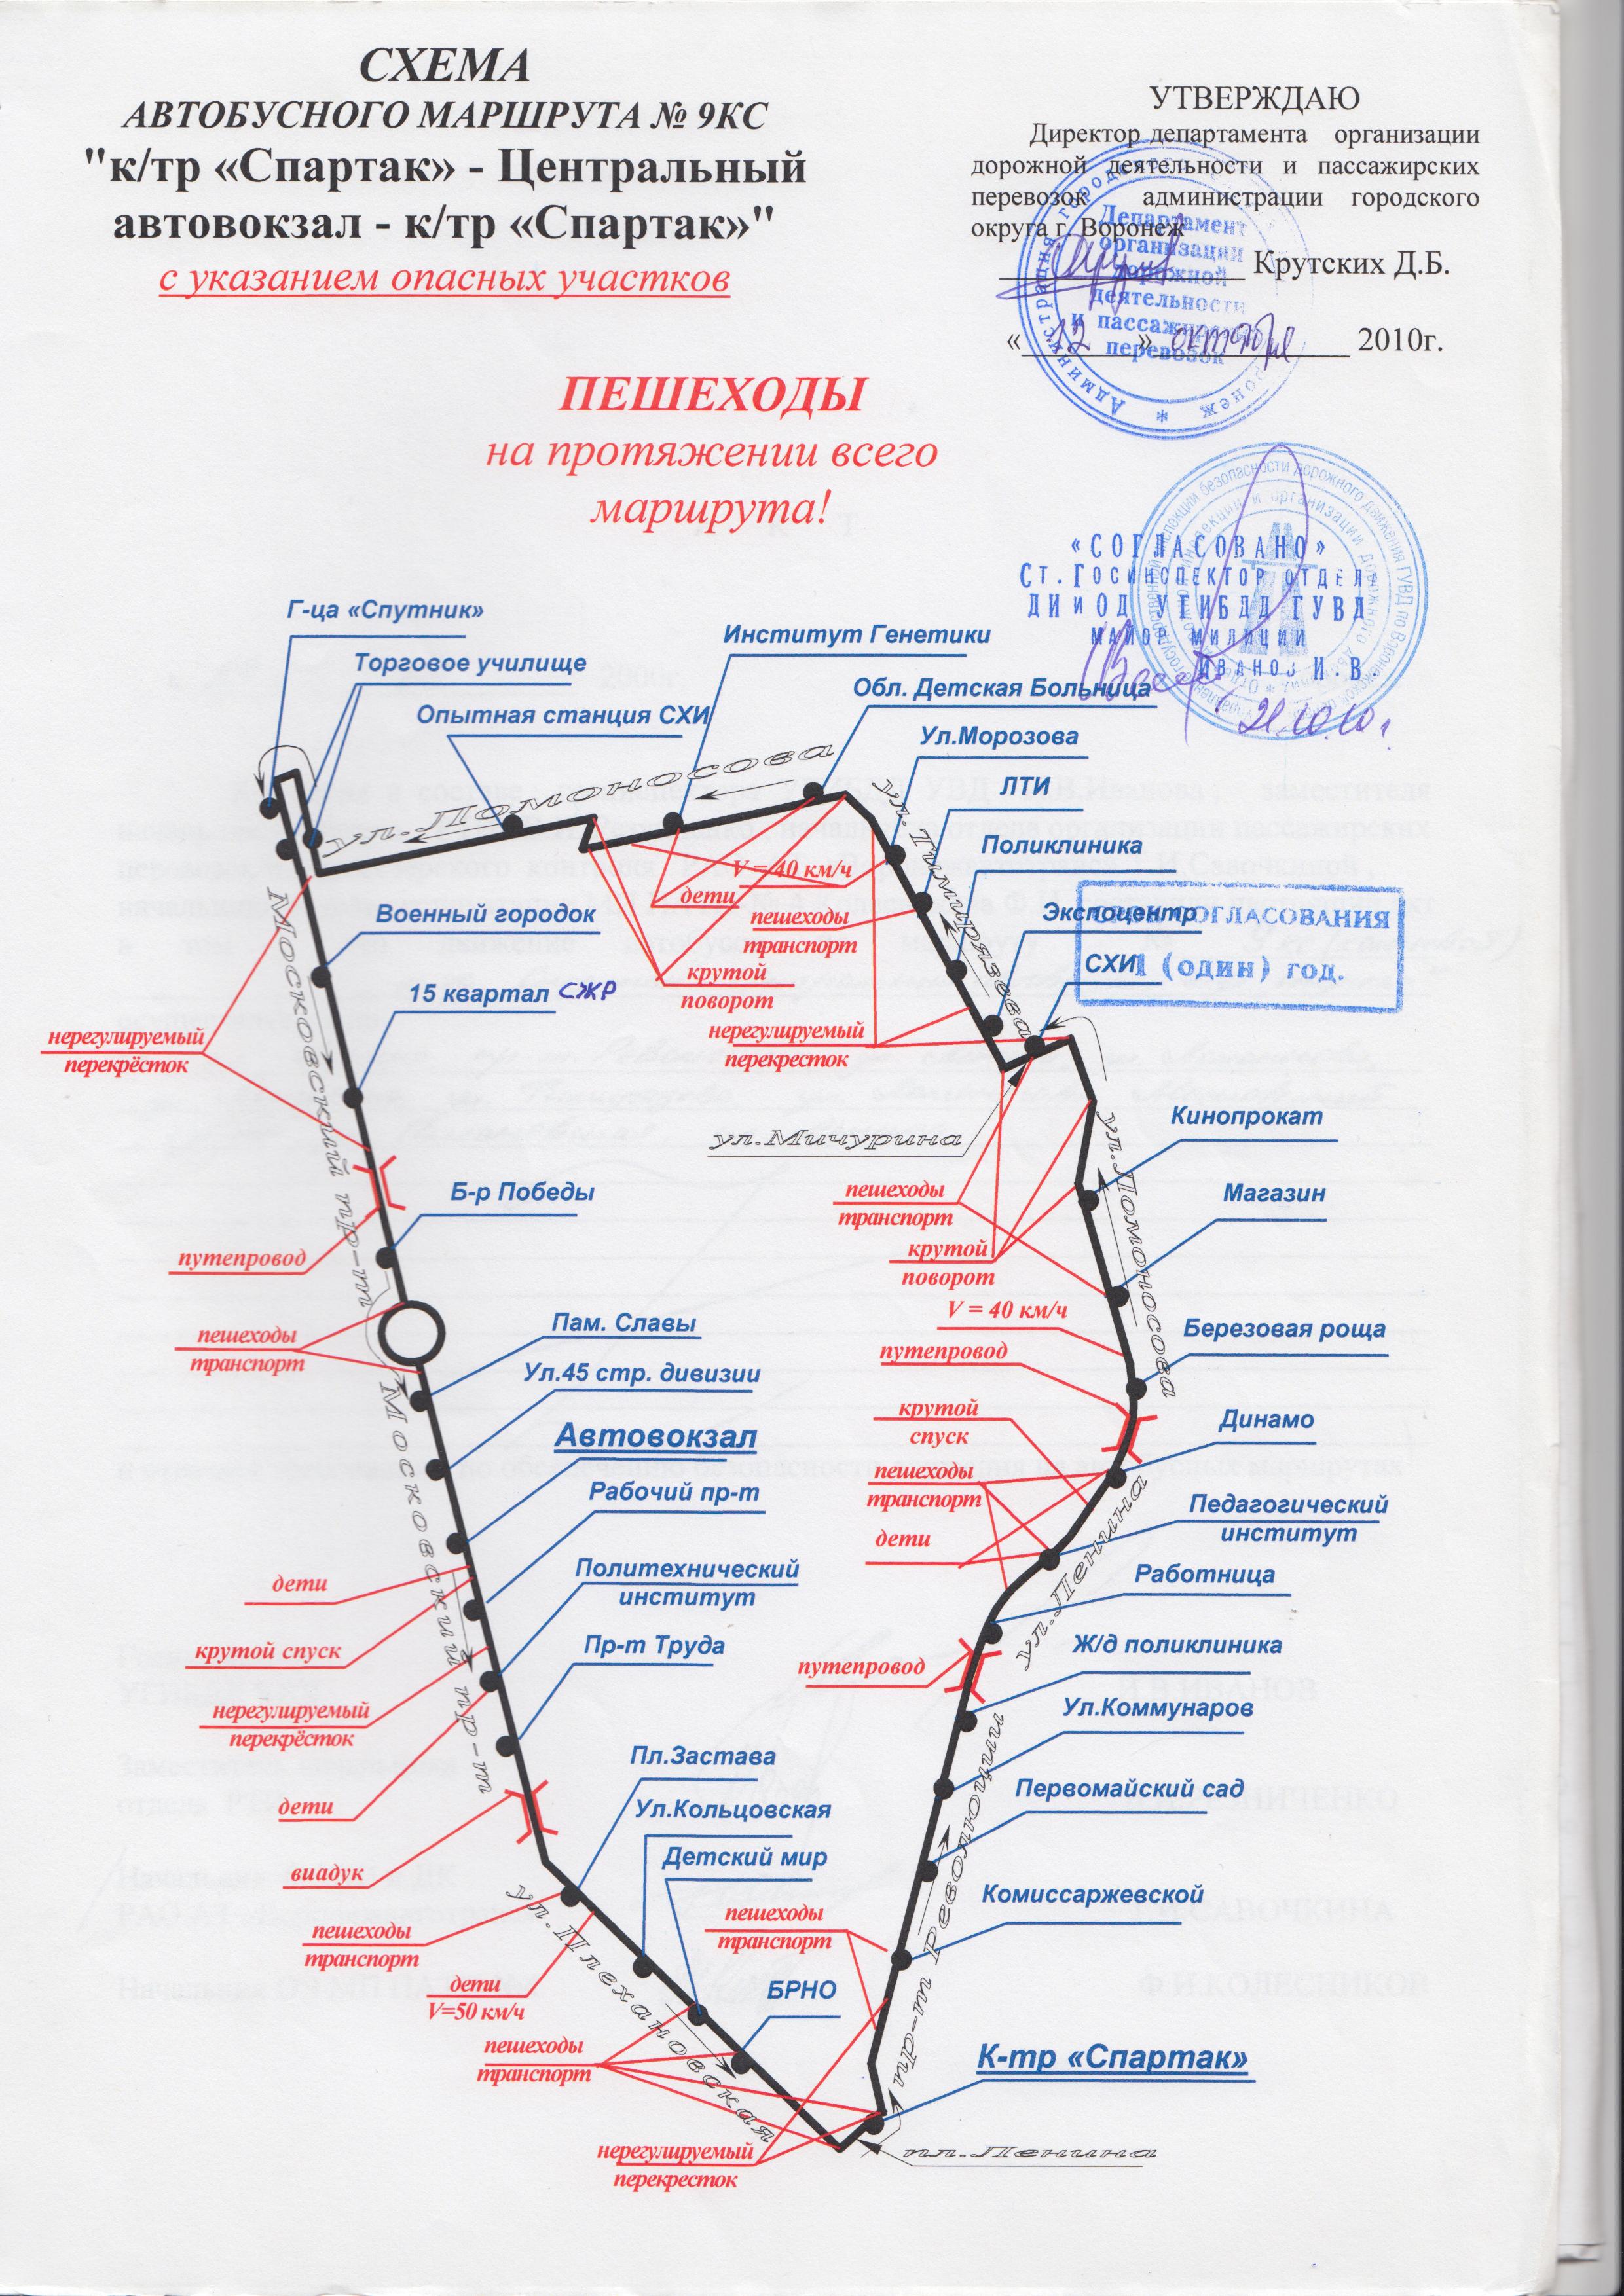 СХЕМА
АВТОБУСНОГО МАРШРУТА № 9КС
"к/тр «Спартак» - Центральный
автовокзал - к/тр «Спартак»"
с указанием опасных участков
УТВЕРЖДАЮ
Директор департамента организации
дорожной деятельности и пассажирских
перевозок администрации городского
округа г. Воронеж
Крутских Д.Б.
«12» октября 2010г.
Департамент
организации
дорожной
деятельности
и пассажирских
перевозок
ПЕШЕХОДЫ
на протяжении всего
маршрута!
«СОГЛАСОВАНО»
Ст.Госинспектор отдела
ДИ и ОД УГИБДД ГУВД
майор милиции
Иванов И.В
21.10.10г.
Г-ца «Спутник»
Торговое училище
Опытная станция СХИ
Институт Генетики
Обл. Детская Больница
Ул.Морозова
ЛТИ
Поликлиника
Экспоцентр
СХИ
СРОК СОГЛАСОВАНИЯ
1 (один) год.
ул.Ломоносова
ул.Тимирязева
V = 40 км/ч
дети
пешеходы
транспорт
крутой
поворот
нерегулируемый
перекресток
Военный городок
15 квартал СЖР
Московский пр-т
нерегулируемый
перекрёсток
ул.Мичурина
Кинопрокат
ул.Ломоносова
Магазин
Б-р Победы
путепровод
пешеходы
транспорт
крутой
поворот
V = 40 км/ч
путепровод
Березовая роща
пешеходы
транспорт
Пам. Славы
Ул.45 стр. дивизии
Автовокзал
Рабочий пр-т
Московский пр-т
крутой
спуск
пешеходы
транспорт
дети
Динамо
Педагогический
институт
ул.Ленина
Работница
дети
крутой спуск
нерегулируемый
перекрёсток
дети
виадук
Политехнический
институт
Пр-т Труда
путепровод
Ж/д поликлиника
Ул.Коммунаров
Первомайский сад
Комиссаржевской
пр-т Революции
Пл.Застава
Ул.Кольцовская
Детский мир
БРНО
ул.Плехановская
пешеходы
транспорт
дети
V=50 км/ч
пешеходы
транспорт
пешеходы
транспорт
К-тр «Спартак»
нерегулируемый
перекресток
пл.Ленина